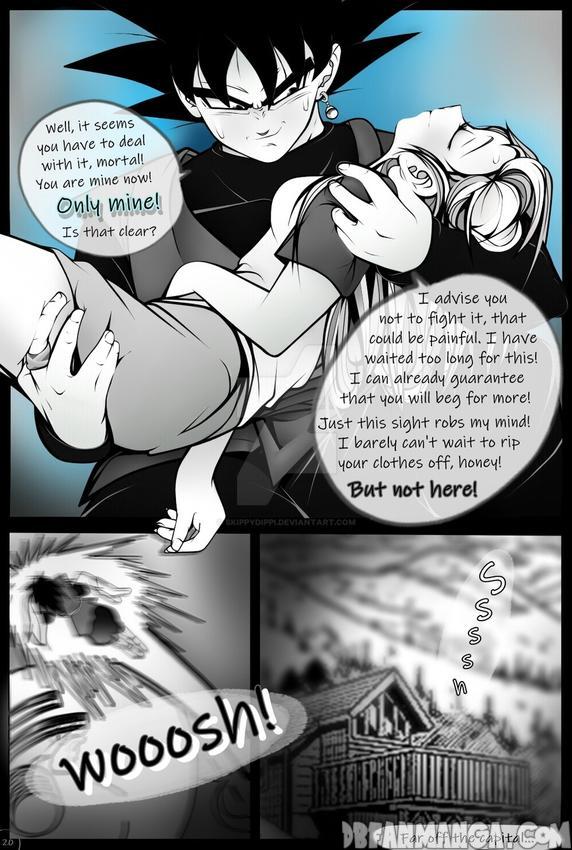 Well, it seems
you have to deal
with it, mortal!
You are mine now!
Only mine!
Is that clear?
I advise you
not to fight it, that
could be painful. I have
waited too long for this!
I can already guarantee
that you will beg for more!
Just this sight robs my mind!
I barely can't wait to rip
your clothes off, honey!
But not here!
SKIPPYDIPPI.DEVIANTART.COM
wooosh!
Sssssh
Far off the capital...
DBFANMANGA.COM
20